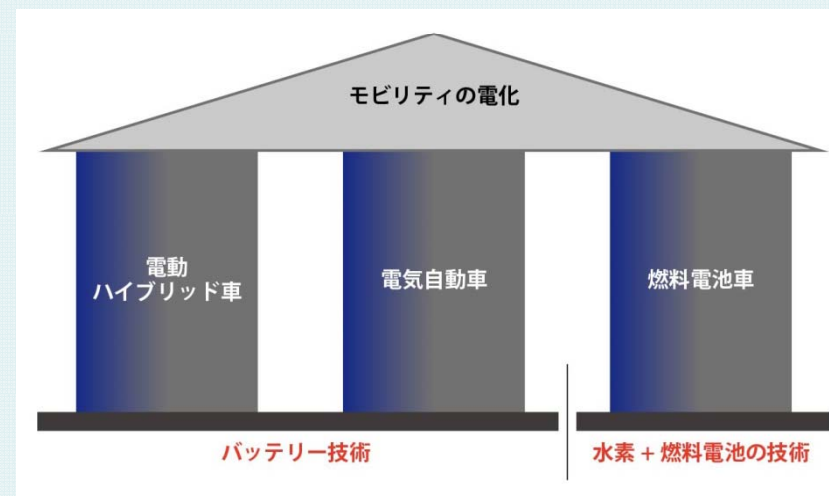 モビリティの電化
電動
ハイブリッド車
電気自動車
燃料電池車
バッテリー技術
水素 + 燃料電池の技術